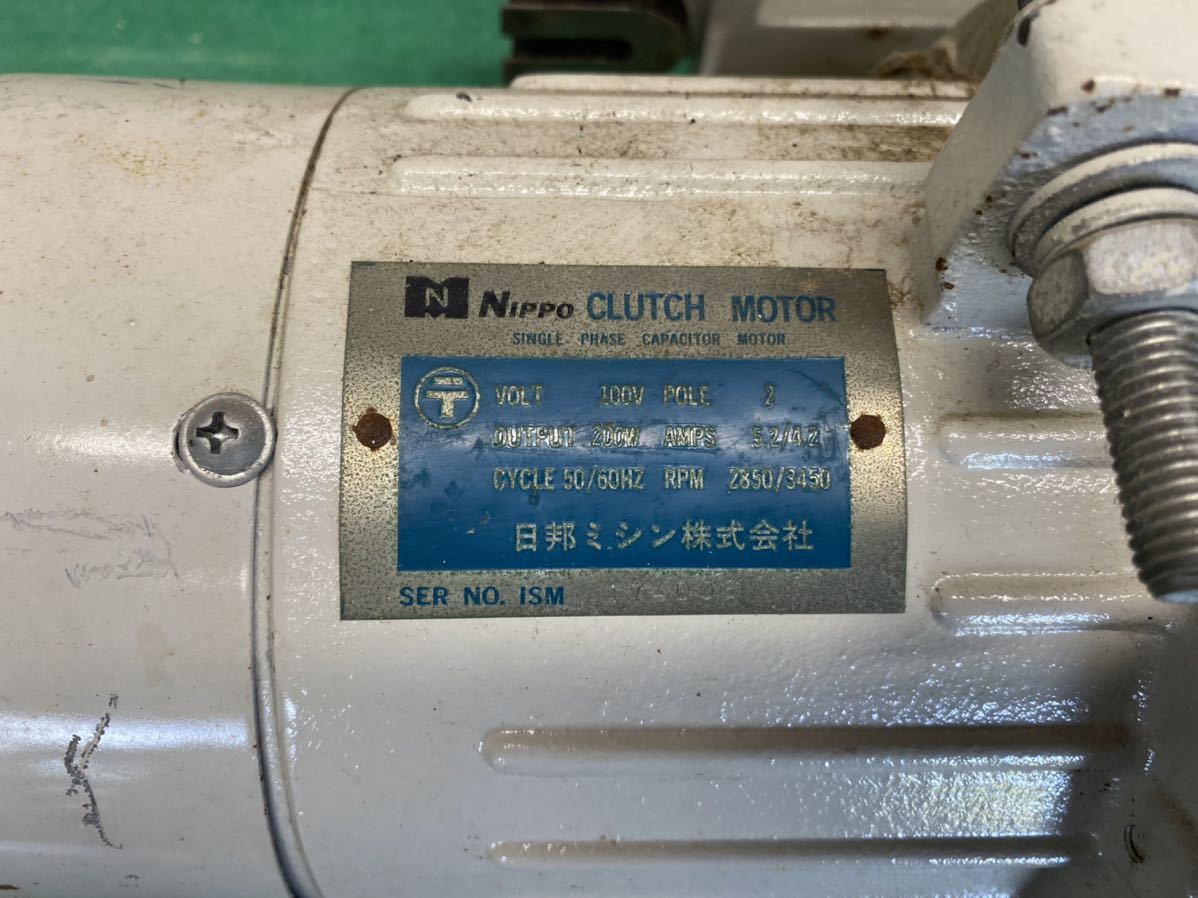 N NIPPO CLUTCH MOTOR
SINGLE PHASE CAPACITOR MOTOR
VOLT 100V POLE 2
OUTPUT 200W AMPS 5.2/4.2
CYCLE 50/60HZ RPM 2850/3450
日邦ミシン株式会社
SER NO. ISM